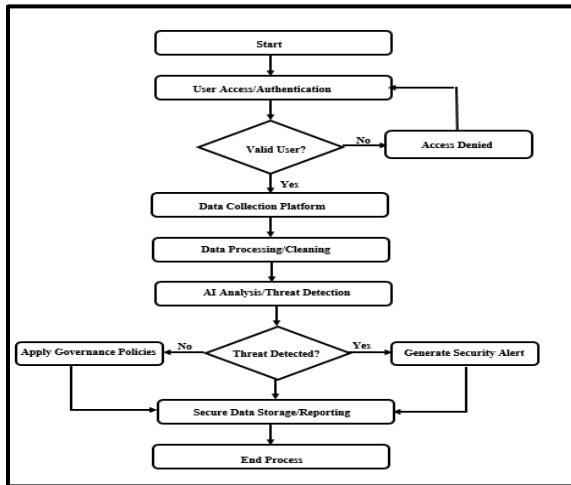 Start
User Access/Authentication
Valid User?
No
Access Denied
Yes
Data Collection Platform
Data Processing/Cleaning
AI Analysis/Threat Detection
Apply Governance Policies
No
Threat Detected?
Yes
Generate Security Alert
Secure Data Storage/Reporting
End Process